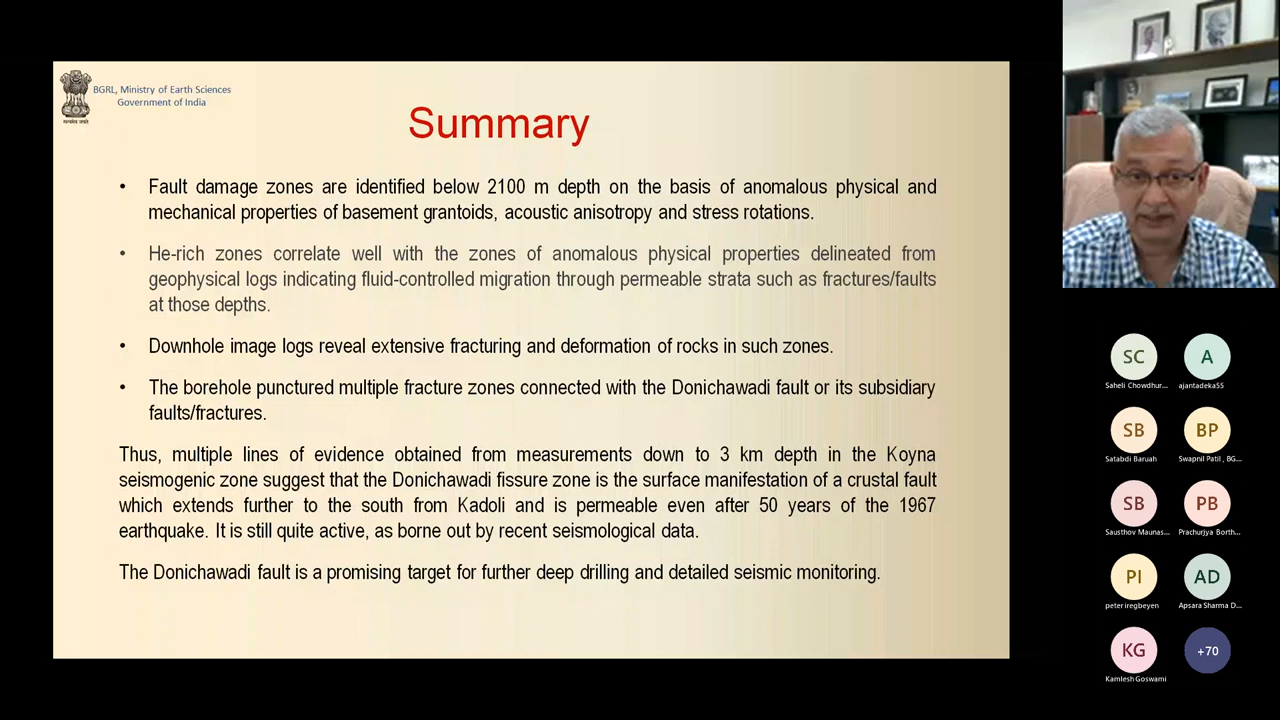 सत्यमेव जयते
BGRL, Ministry of Earth Sciences
Government of India
Summary
• Fault damage zones are identified below 2100 m depth on the basis of anomalous physical and
mechanical properties of basement grantoids, acoustic anisotropy and stress rotations.
• He-rich zones correlate well with the zones of anomalous physical properties delineated from
geophysical logs indicating fluid-controlled migration through permeable strata such as fractures/faults
at those depths.
• Downhole image logs reveal extensive fracturing and deformation of rocks in such zones.
• The borehole punctured multiple fracture zones connected with the Donichawadi fault or its subsidiary
faults/fractures.
Thus, multiple lines of evidence obtained from measurements down to 3 km depth in the Koyna
seismogenic zone suggest that the Donichawadi fissure zone is the surface manifestation of a crustal fault
which extends further to the south from Kadoli and is permeable even after 50 years of the 1967
earthquake. It is still quite active, as borne out by recent seismological data.
The Donichawadi fault is a promising target for further deep drilling and detailed seismic monitoring.
SC A
Saheli Chowdhur... ajantadeka55
SB BP
Satabdi Baruah Swapnil Patil , BG...
SB PB
Sausthov Maunas... Prachurjya Borth...
PI AD
peter iregbeyen Apsara Sharma D...
KG +70
Kamlesh Goswami